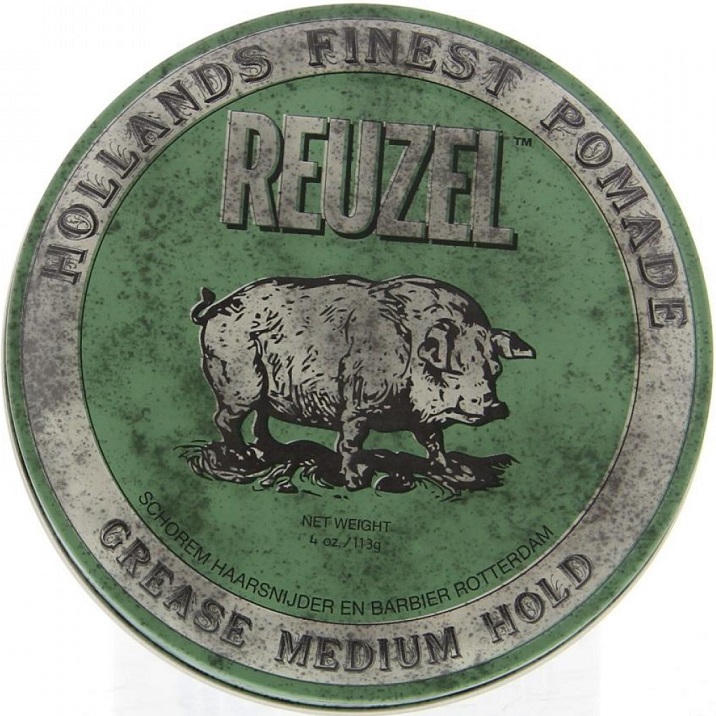 HOLLANDS FINEST POMADE
REUZEL™
NET WEIGHT
4 oz./113g
SCHOREM HAARSNIJDER EN BARBIER ROTTERDAM
GREASE MEDIUM HOLD